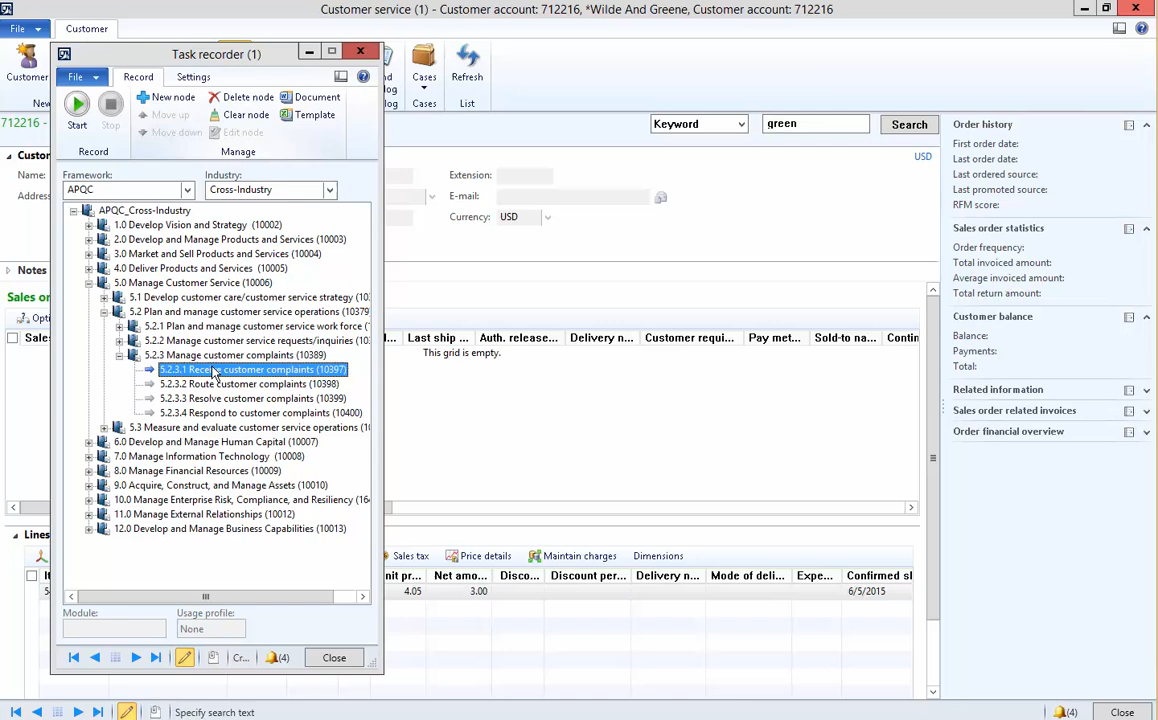 Customer service (1) - Customer account: 712216, *Wilde And Greene, Customer account: 712216
File
Customer
Customer
Cases
Refresh
New
Cases
List
712216 -
Keyword
green
Search
USD
Name:
Address
Extension:
E-mail:
Currency:
USD
Notes
Last ship ...
Auth. release...
Delivery n...
Customer requi...
Pay met...
Sold-to na...
This grid is empty.
Lines
Sales tax
Price details
Maintain charges
Dimensions
Net amo...
Disco...
Discount per...
Delivery n...
Mode of deli...
Expe...
4.05
3.00
6/5/2015
Specify search text
(4)
Close
Task recorder (1)
File
Record
Settings
Start
Stop
New node
Delete node
Document
Move up
Clear node
Template
Move down
Edit node
Record
Manage
Framework:
Industry:
APQC
Cross-Industry
APQC_Cross-Industry
1.0 Develop Vision and Strategy (10002)
2.0 Develop and Manage Products and Services (10003)
3.0 Market and Sell Products and Services (10004)
4.0 Deliver Products and Services (10005)
5.0 Manage Customer Service (10006)
5.1 Develop customer care/customer service strategy (10
5.2 Plan and manage customer service operations (10379
5.2.1 Plan and manage customer service work force (
5.2.2 Manage customer service requests/inquiries (10
5.2.3 Manage customer complaints (10389)
5.2.3.1 Receive customer complaints (10397)
5.2.3.2 Route customer complaints (10398)
5.2.3.3 Resolve customer complaints (10399)
5.2.3.4 Respond to customer complaints (10400)
5.3 Measure and evaluate customer service operations (10
6.0 Develop and Manage Human Capital (10007)
7.0 Manage Information Technology (10008)
8.0 Manage Financial Resources (10009)
9.0 Acquire, Construct, and Manage Assets (10010)
10.0 Manage Enterprise Risk, Compliance, and Resiliency (16
11.0 Manage External Relationships (10012)
12.0 Develop and Manage Business Capabilities (10013)
Module:
Usage profile:
None
Cr...
(4)
Close
Order history
First order date:
Last order date:
Last ordered source:
Last promoted source:
RFM score:
Sales order statistics
Order frequency:
Total invoiced amount:
Average invoiced amount:
Total return amount:
Customer balance
Balance:
Payments:
Total:
Related information
Sales order related invoices
Order financial overview